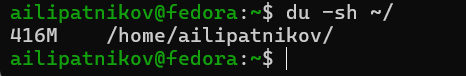 ailipatnikov@fedora:~$ du -sh ~/
416M    /home/ailipatnikov/
ailipatnikov@fedora:~$